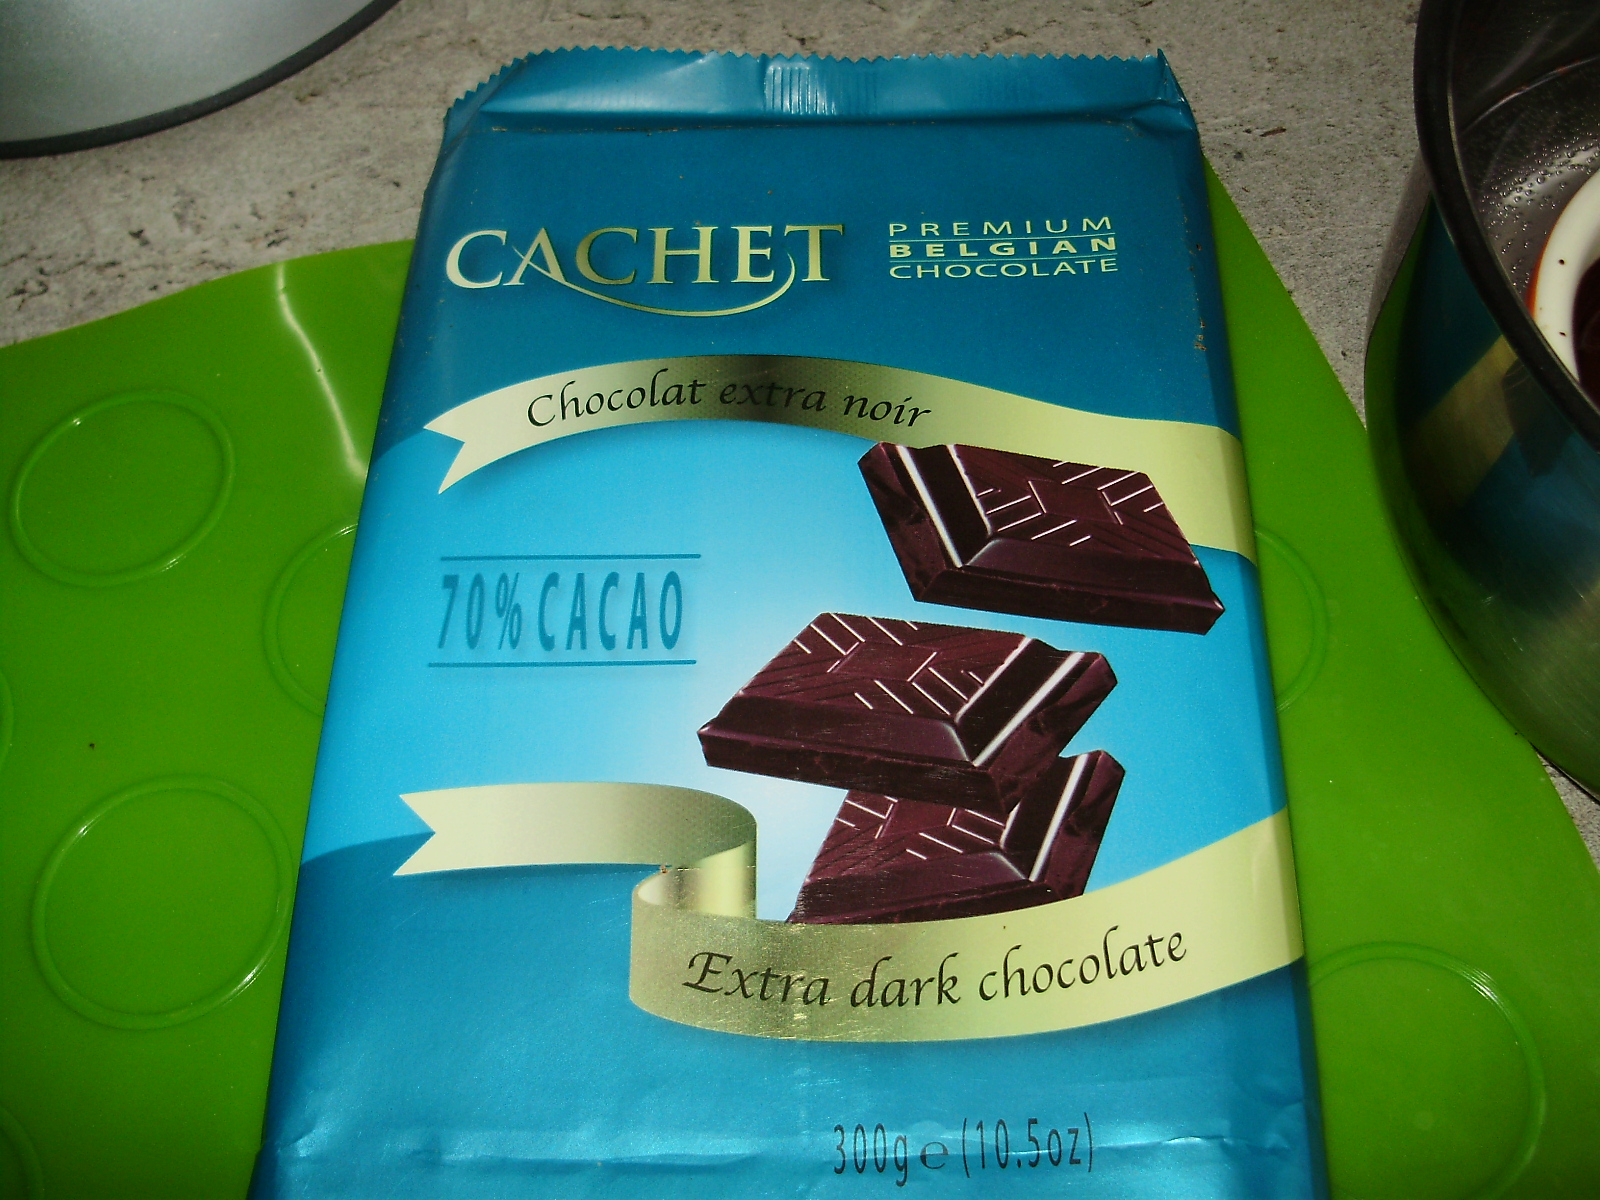 CACHET
PREMIUM
BELGIAN
CHOCOLATE
Chocolat extra noir
70% CACAO
Extra dark chocolate
300g e (10.5oz)